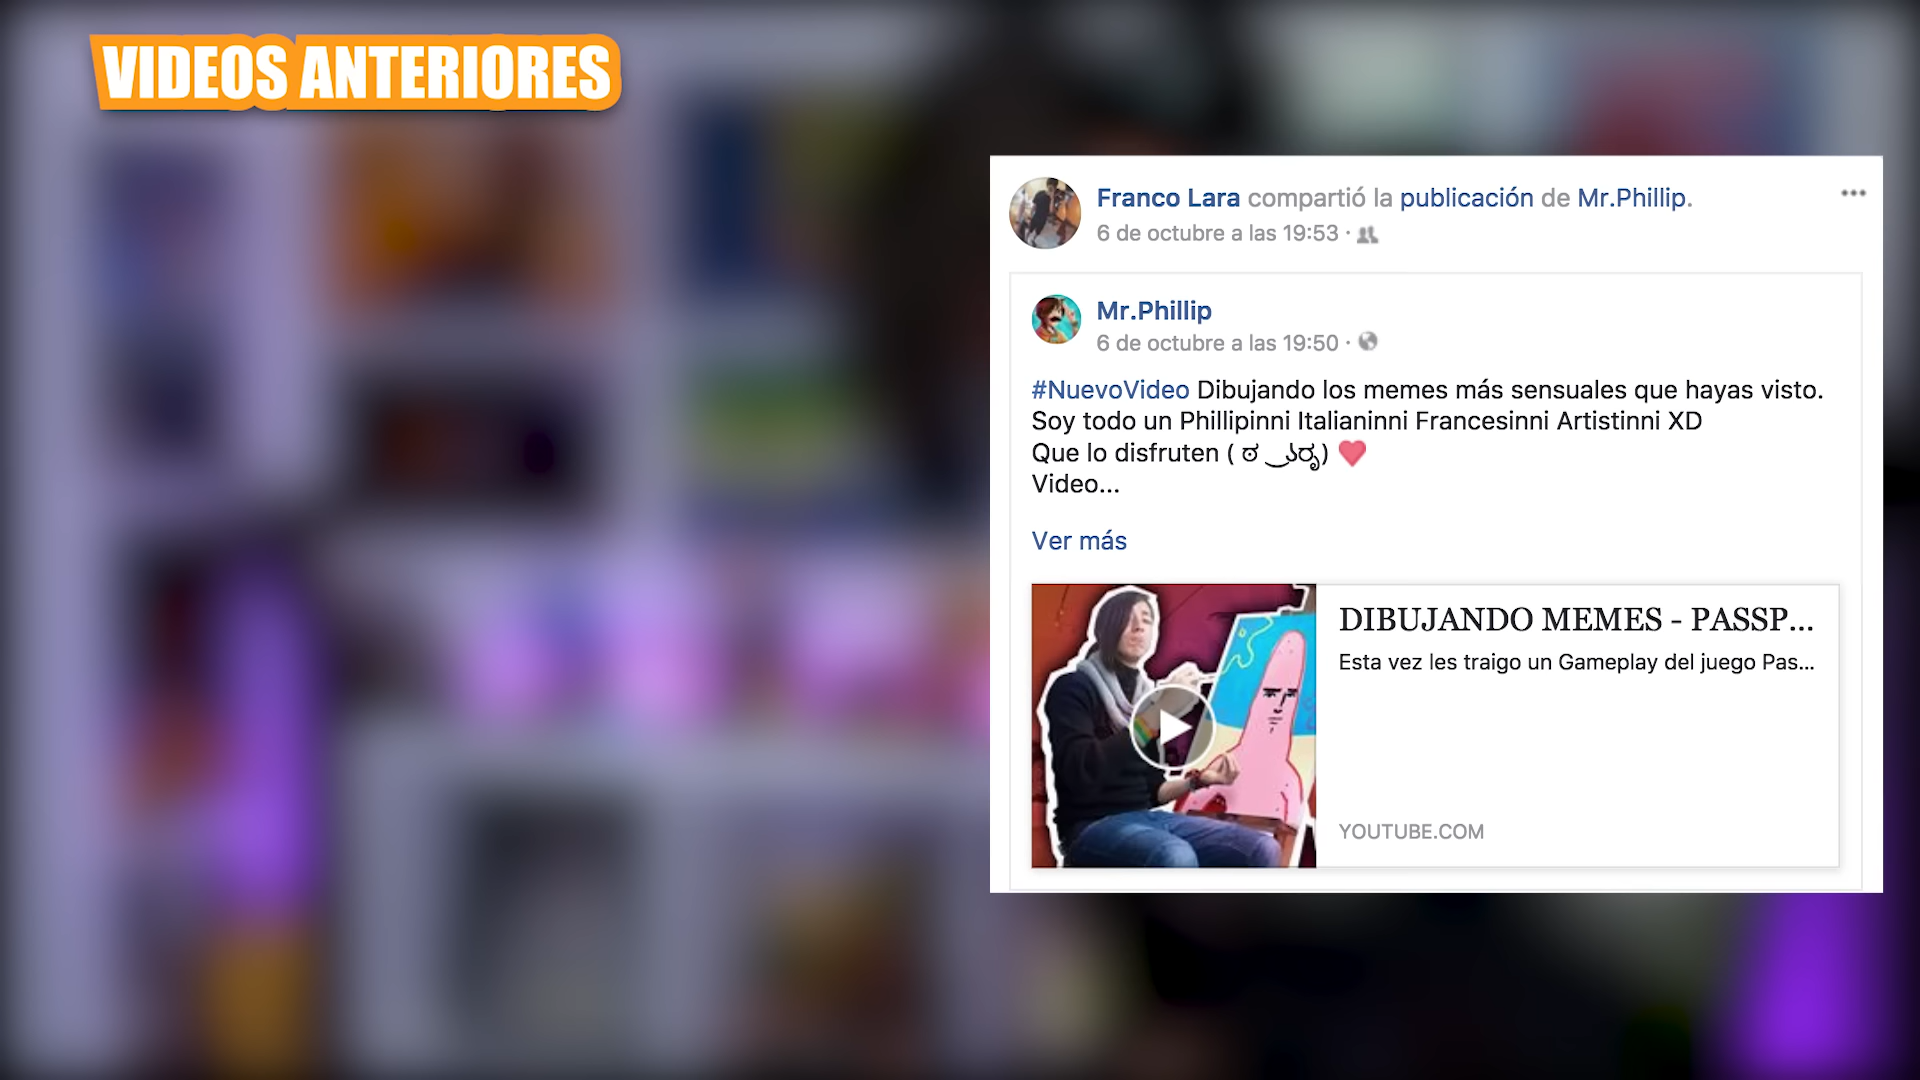 VIDEOS ANTERIORES
Franco Lara compartió la publicación de Mr.Phillip.
6 de octubre a las 19:53 ·
Mr.Phillip
6 de octubre a las 19:50 ·
#NuevoVideo Dibujando los memes más sensuales que hayas visto.
Soy todo un Phillipinni Italianinni Francesinni Artistinni XD
Que lo disfruten ( ಠ ͜ʖರೃ) ❤
Video...
Ver más
DIBUJANDO MEMES - PASSP...
Esta vez les traigo un Gameplay del juego Pas...
YOUTUBE.COM